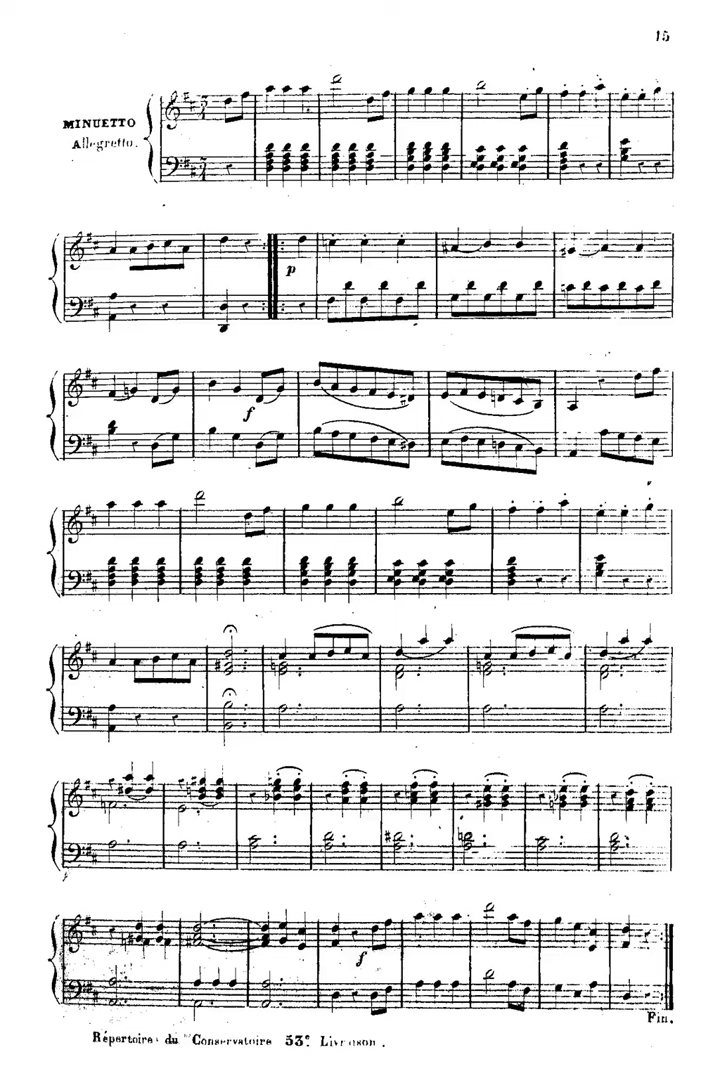 15
MINUETTO
Allegretto.
p
f
f
Fin.
Répertoire du Conservatoire 53e. Livraison.